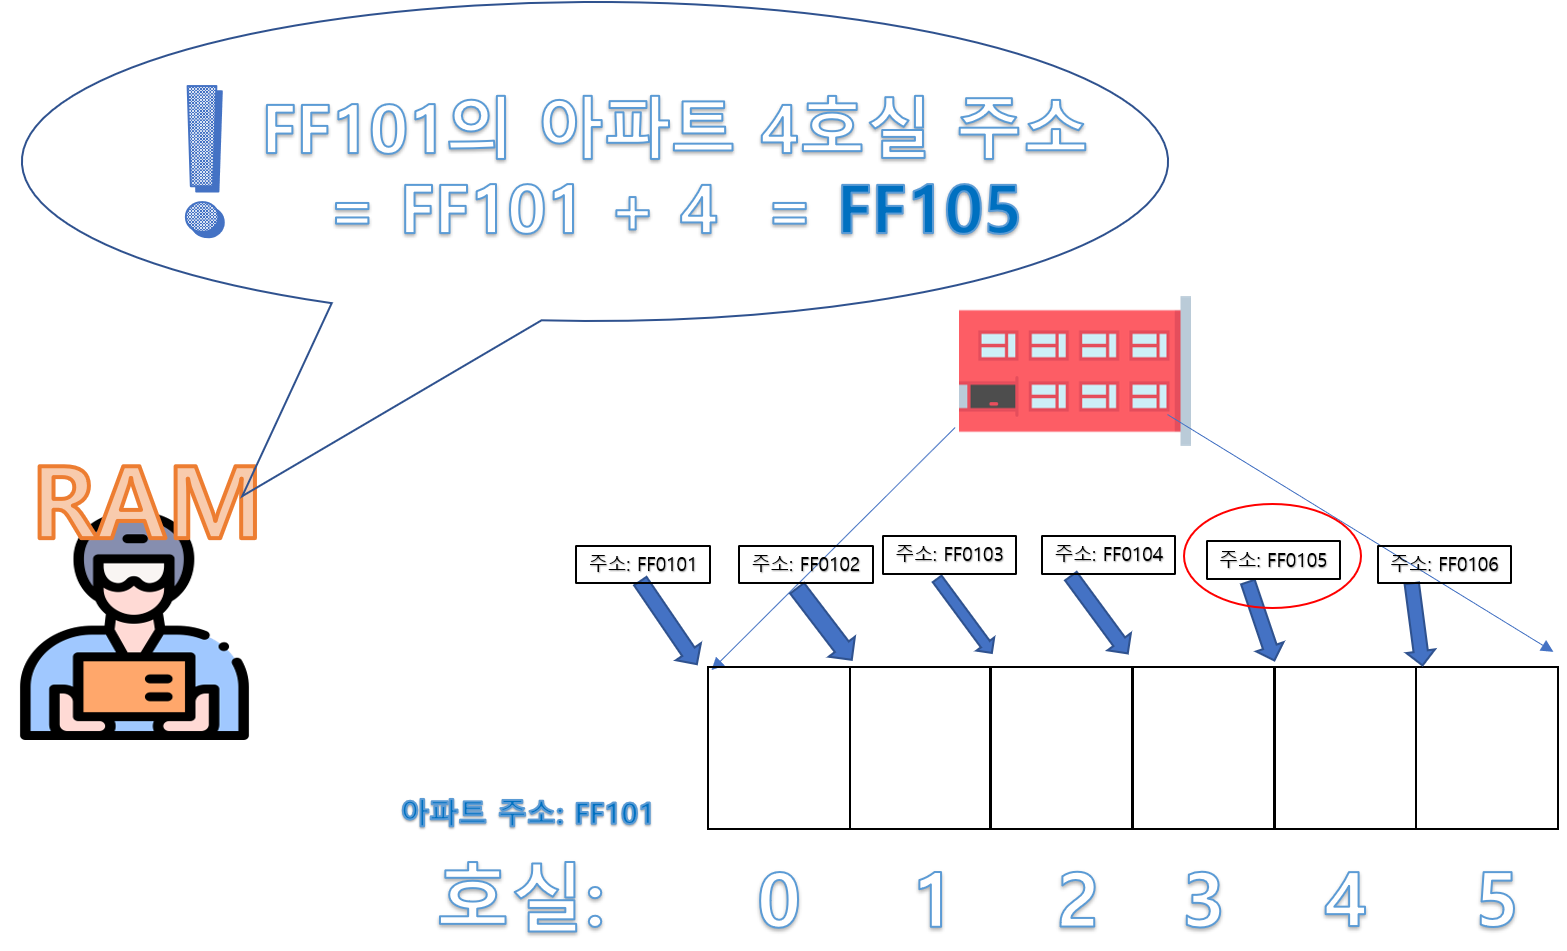 FF101의 아파트 4호실 주소
= FF101 + 4 = FF105
RAM
주소: FF0101
주소: FF0102
주소: FF0103
주소: FF0104
주소: FF0105
주소: FF0106
아파트 주소: FF101
호실: 0 1 2 3 4 5